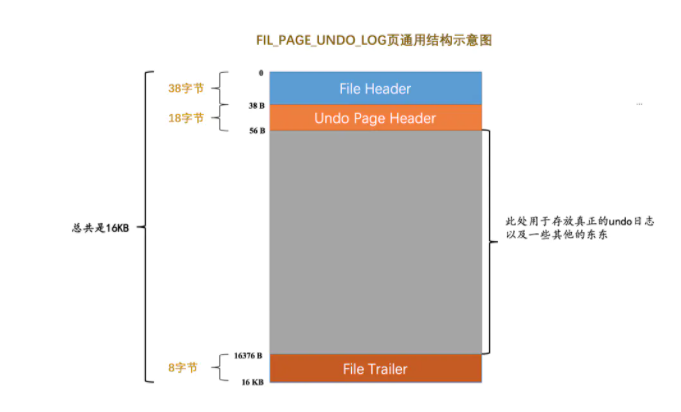 FIL_PAGE_UNDO_LOG页通用结构示意图
0
38字节
File Header
38 B
18字节
Undo Page Header
56 B
总共是16KB
此处用于存放真正的undo日志
以及一些其他的东东
16376 B
8字节
File Trailer
16 KB